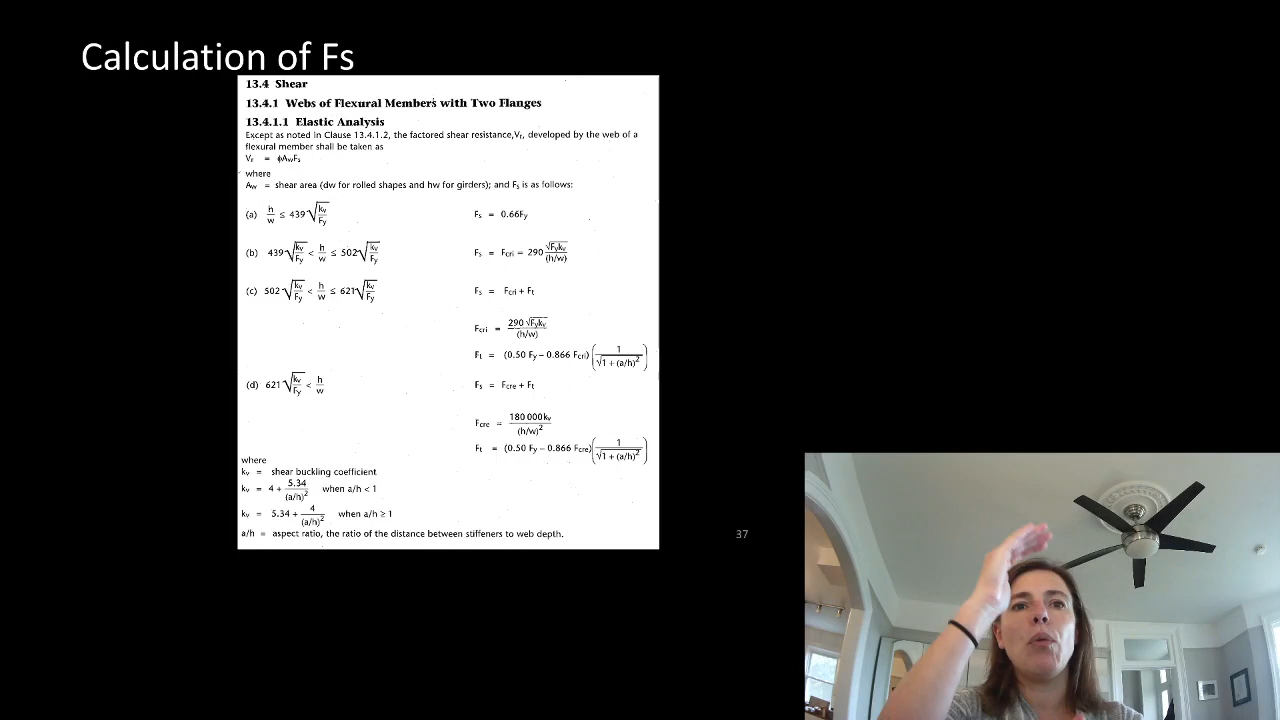 Calculation of Fs
13.4 Shear
13.4.1 Webs of Flexural Members with Two Flanges
13.4.1.1 Elastic Analysis
Except as noted in Clause 13.4.1.2, the factored shear resistance,Vr, developed by the web of a
flexural member shall be taken as
Vr = ϕAwFs
where
Aw = shear area (dw for rolled shapes and hw for girders); and Fs is as follows:
(a) h/w ≤ 439√(kv/Fy) Fs = 0.66Fy
(b) 439√(kv/Fy) < h/w ≤ 502√(kv/Fy) Fs = Fcri = 290 √(Fykv)/(h/w)
(c) 502√(kv/Fy) < h/w ≤ 621√(kv/Fy) Fs = Fcri + Ft
Fcri = 290 √(Fykv)/(h/w)
Ft = (0.50 Fy – 0.866 Fcri) (1/√(1 + (a/h)²))
(d) 621√(kv/Fy) < h/w Fs = Fcre + Ft
Fcre = 180 000kv/(h/w)²
Ft = (0.50 Fy – 0.866 Fcre) (1/√(1 + (a/h)²))
where
kv = shear buckling coefficient
kv = 4 + 5.34/(a/h)² when a/h < 1
kv = 5.34 + 4/(a/h)² when a/h ≥ 1
a/h = aspect ratio, the ratio of the distance between stiffeners to web depth.
37